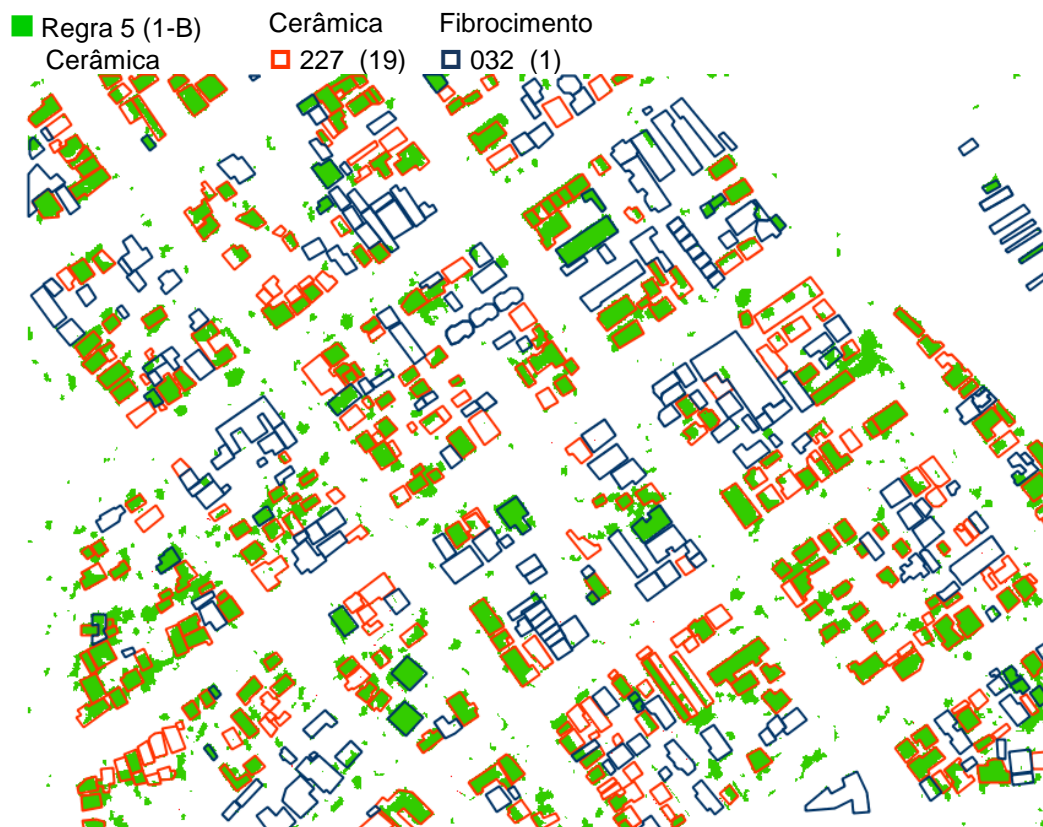 Regra 5 (1-B)
Cerâmica
Cerâmica
227 (19)
Fibrocimento
032 (1)